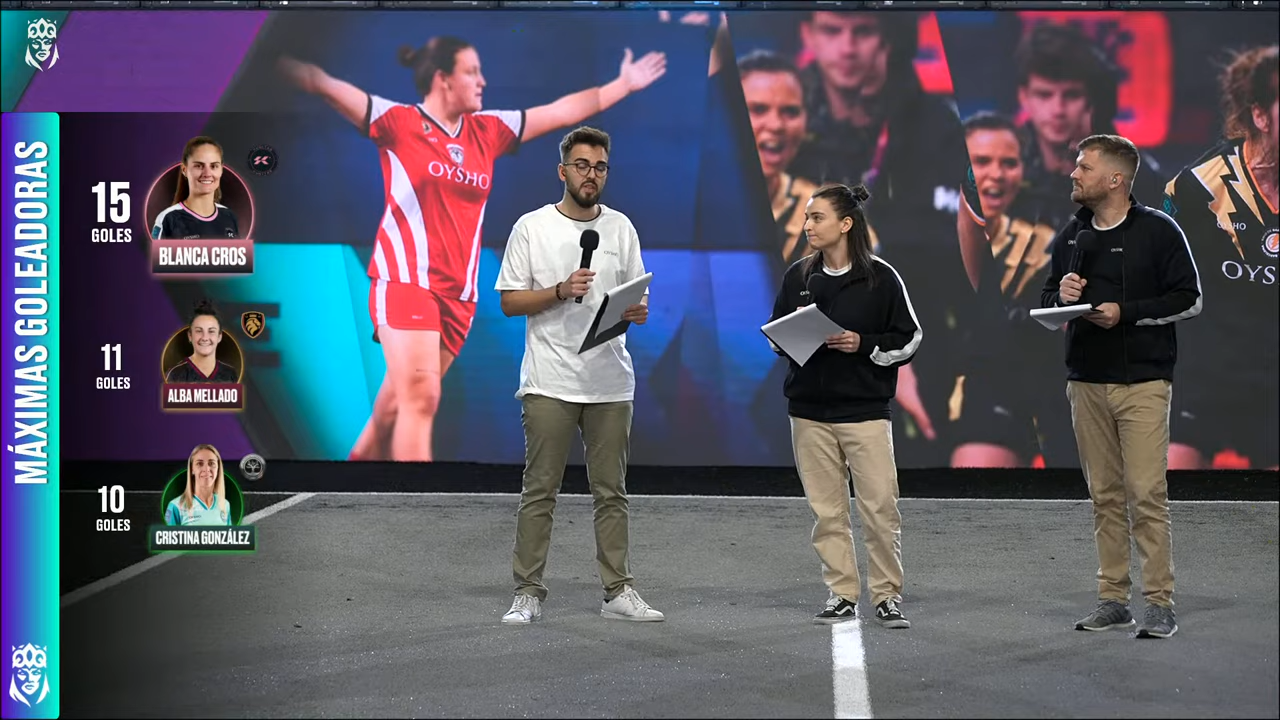 MÁXIMAS GOLEADORAS
15
GOLES
BLANCA CROS
11
GOLES
ALBA MELLADO
10
GOLES
CRISTINA GONZÁLEZ
OYSHO
OYSHO